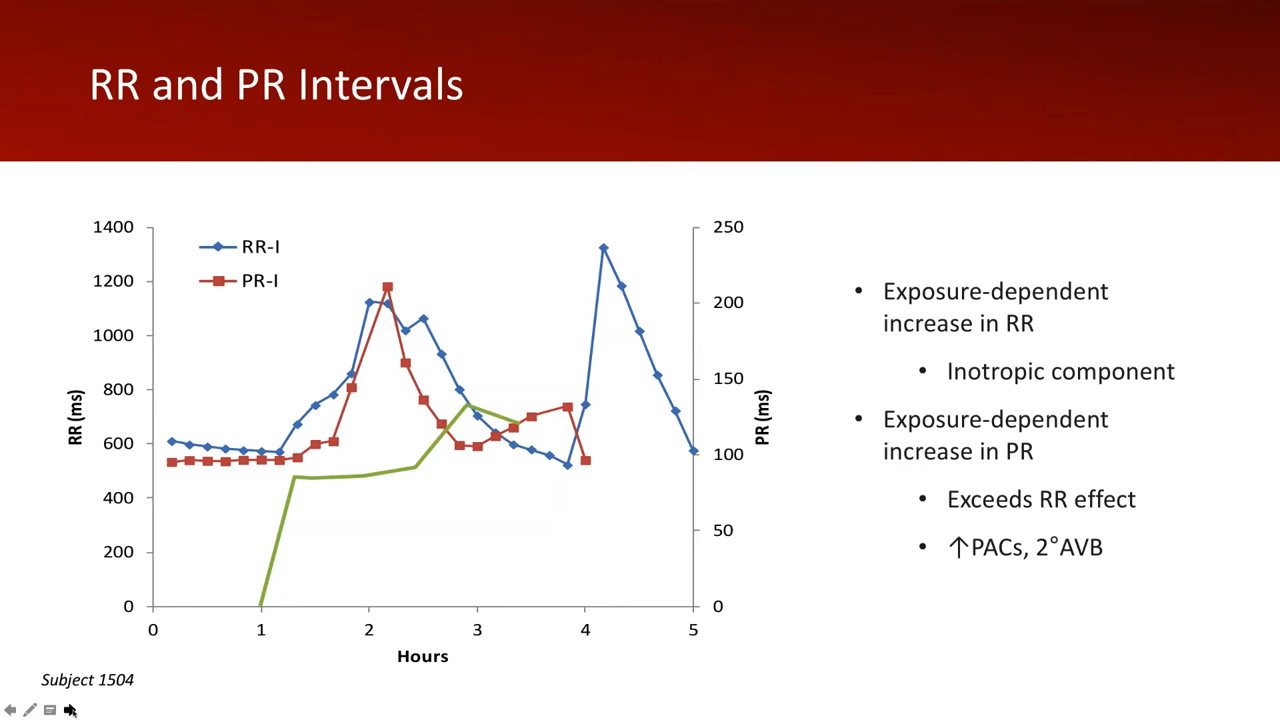 RR and PR Intervals
RR-I
PR-I
1400
1200
1000
800
600
400
200
0
RR (ms)
250
200
150
100
50
0
PR (ms)
0 1 2 3 4 5
Hours
• Exposure-dependent
increase in RR
• Inotropic component
• Exposure-dependent
increase in PR
• Exceeds RR effect
• ↑PACs, 2°AVB
Subject 1504